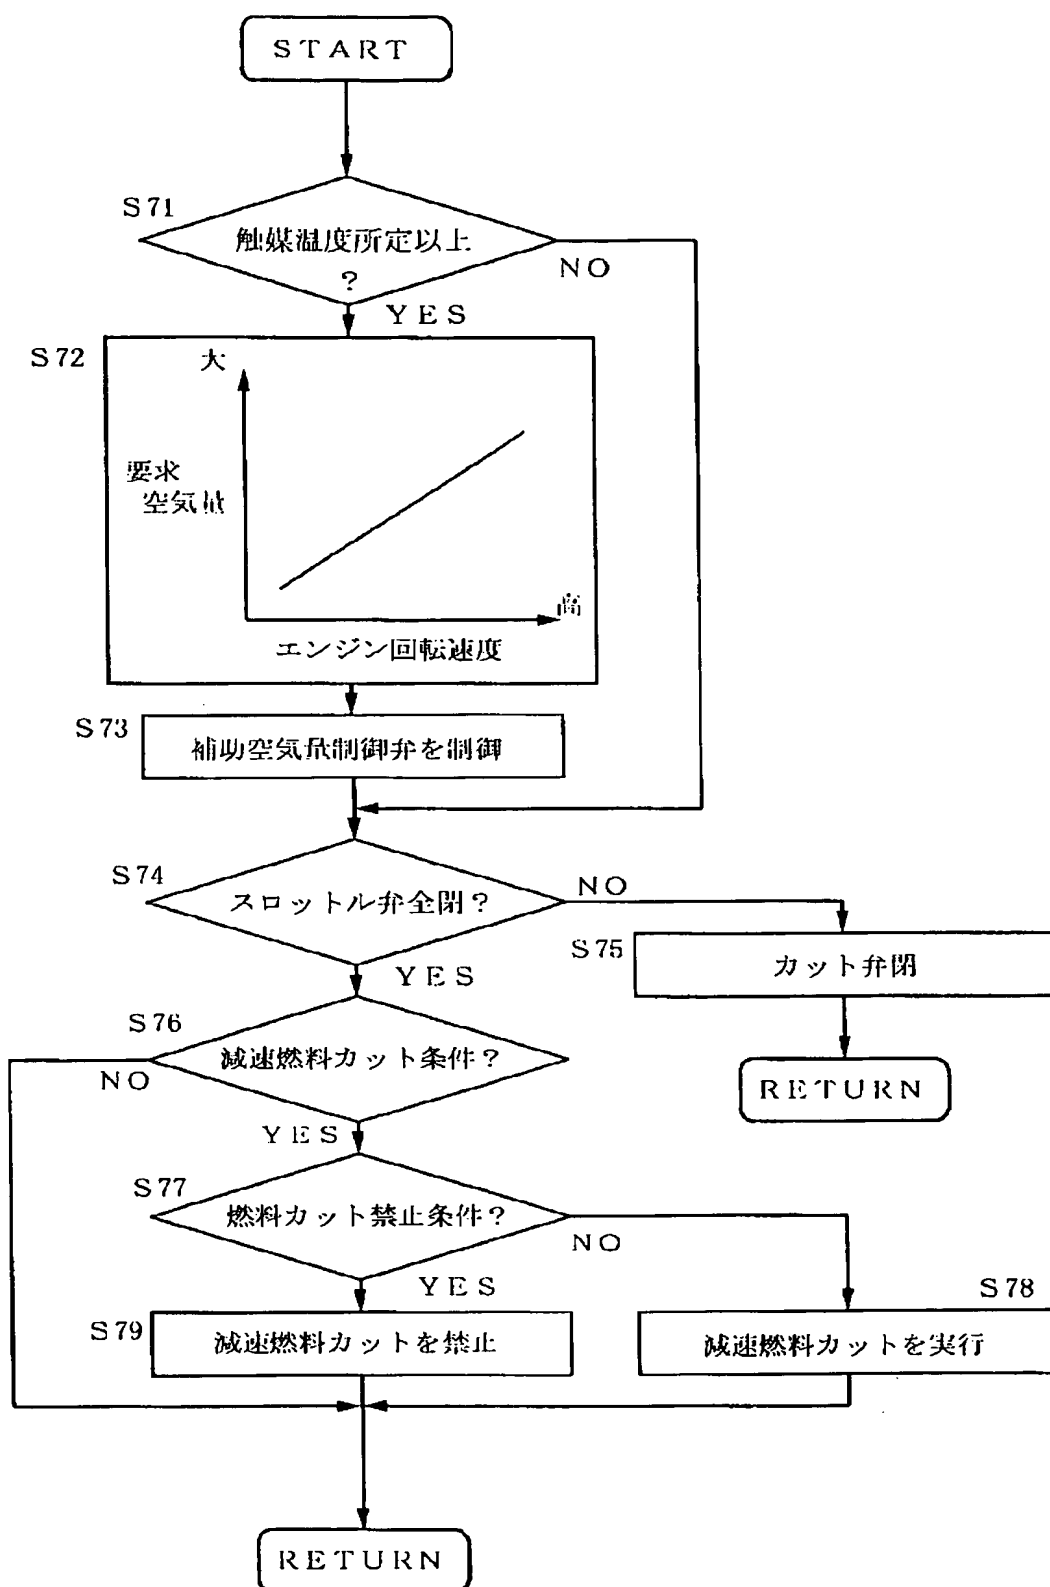 START
S71
触媒温度所定以上
?
NO
YES
S72
大
要求
空気量
高
エンジン回転速度
S73
補助空気量制御弁を制御
S74
スロットル弁全閉?
NO
YES
S75
カット弁閉
RETURN
S76
減速燃料カット条件?
NO
YES
S77
燃料カット禁止条件?
NO
YES
S78
減速燃料カットを実行
S79
減速燃料カットを禁止
RETURN